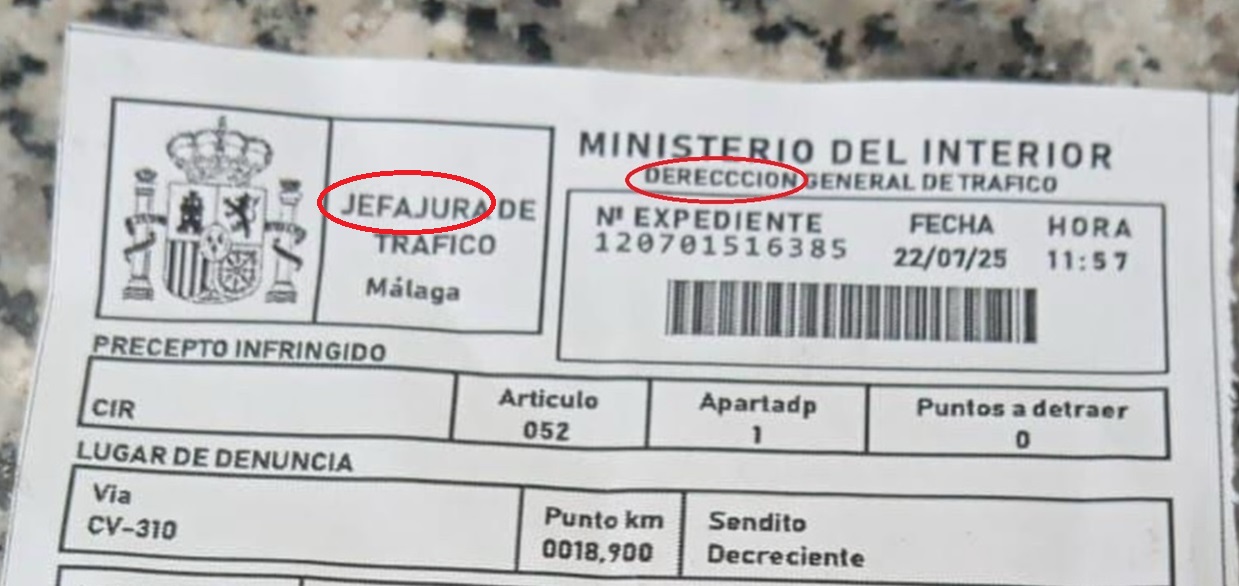 MINISTERIO DEL INTERIOR
DERECCCION GENERAL DE TRAFICO
JEFAJURA DE
TRAFICO
Málaga
Nº EXPEDIENTE FECHA HORA
120701516385 22/07/25 11:57
PRECEPTO INFRINGIDO
CIR
Articulo
052
Apartadp
1
Puntos a detraer
0
LUGAR DE DENUNCIA
Via
CV-310
Punto km
0018,900
Sendito
Decreciente